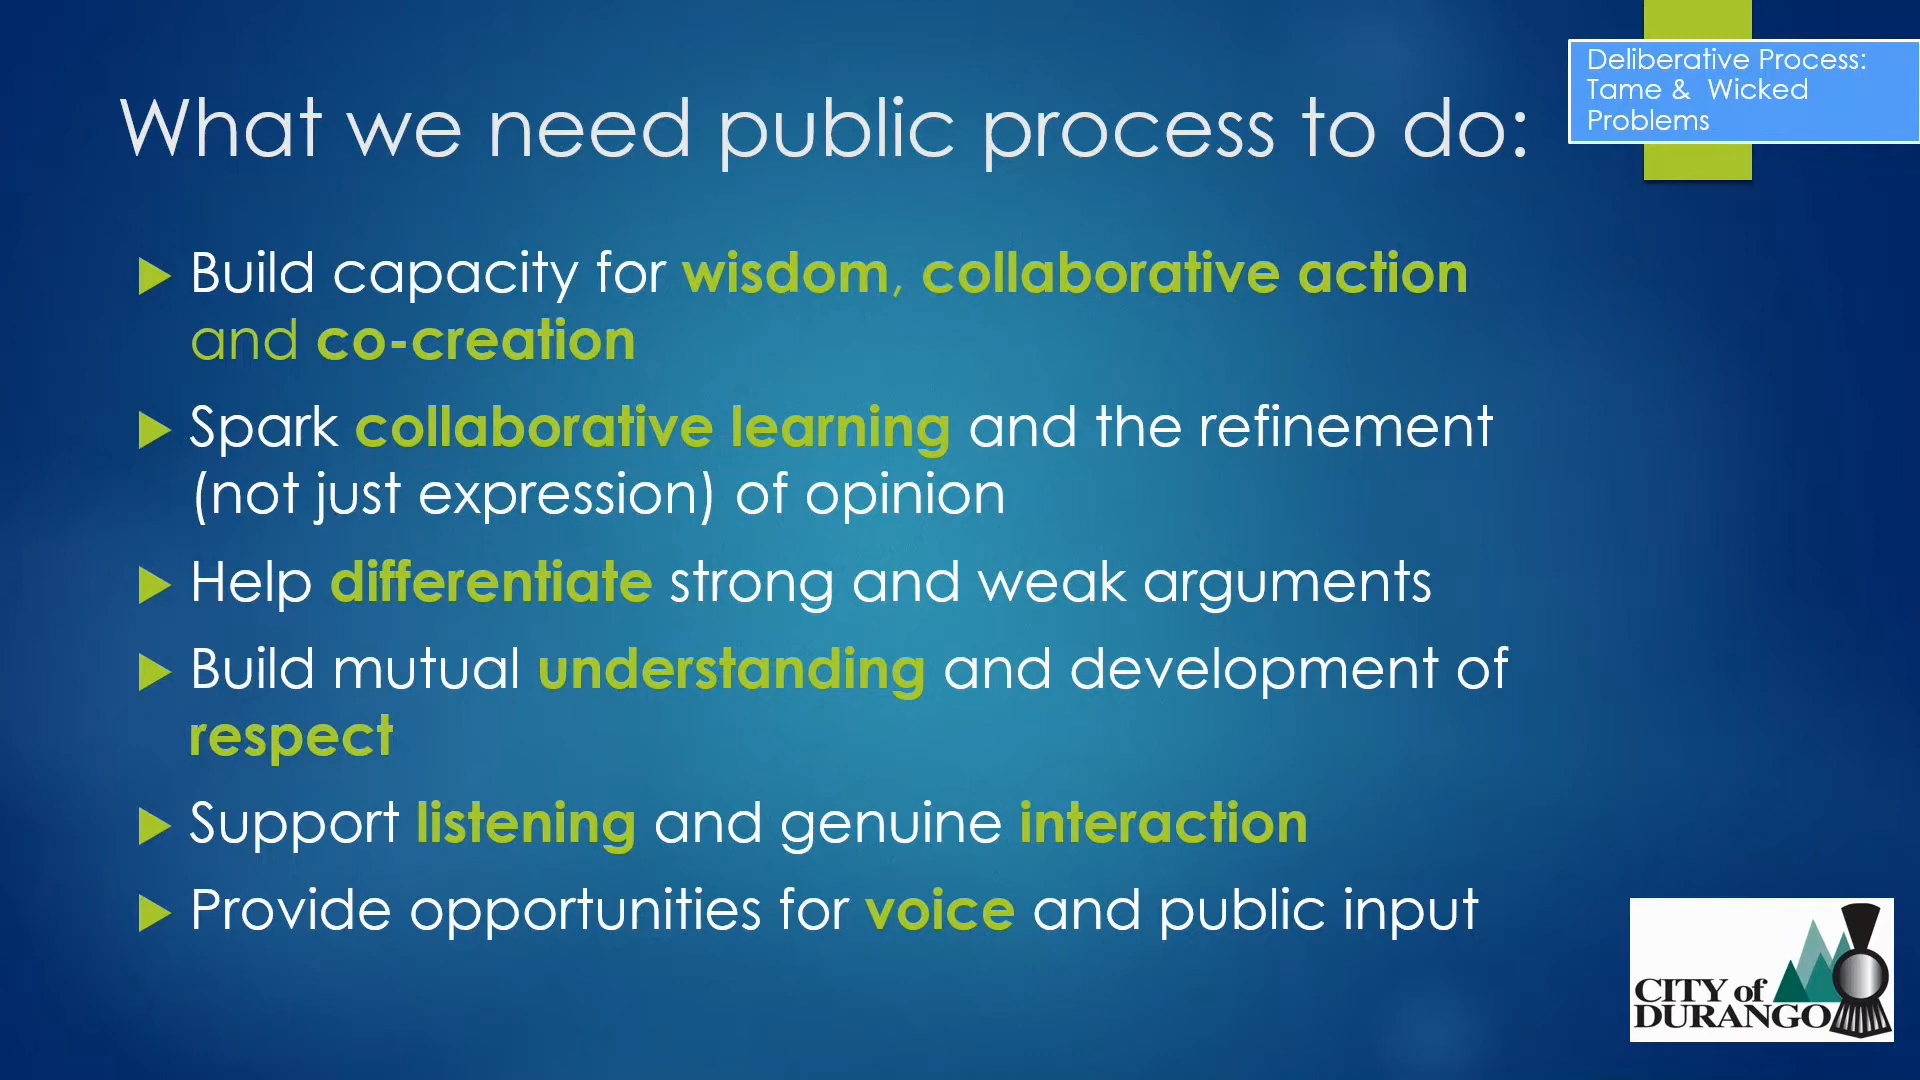 Deliberative Process:
Tame & Wicked
Problems
What we need public process to do:
Build capacity for wisdom, collaborative action
and co-creation
Spark collaborative learning and the refinement
(not just expression) of opinion
Help differentiate strong and weak arguments
Build mutual understanding and development of
respect
Support listening and genuine interaction
Provide opportunities for voice and public input
CITY of
DURANGO